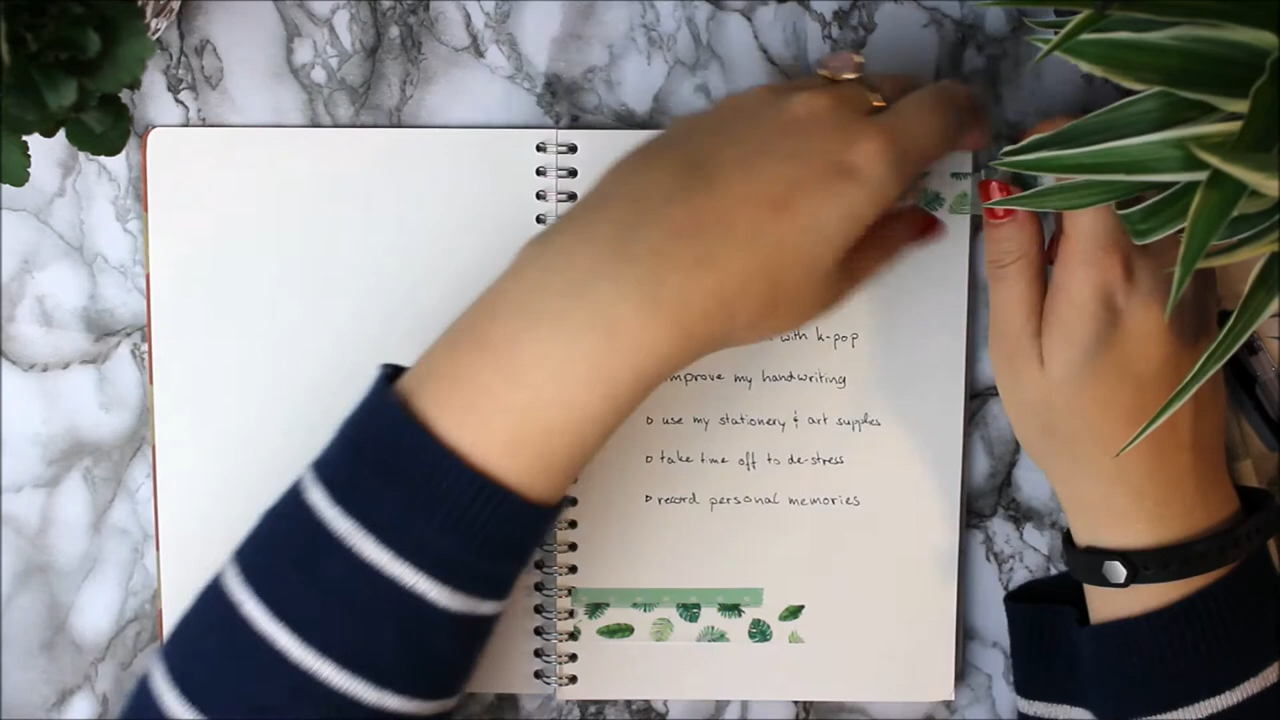 with k-pop
improve my handwriting
▹ use my stationery & art supplies
▹ take time off to de-stress
▹ record personal memories